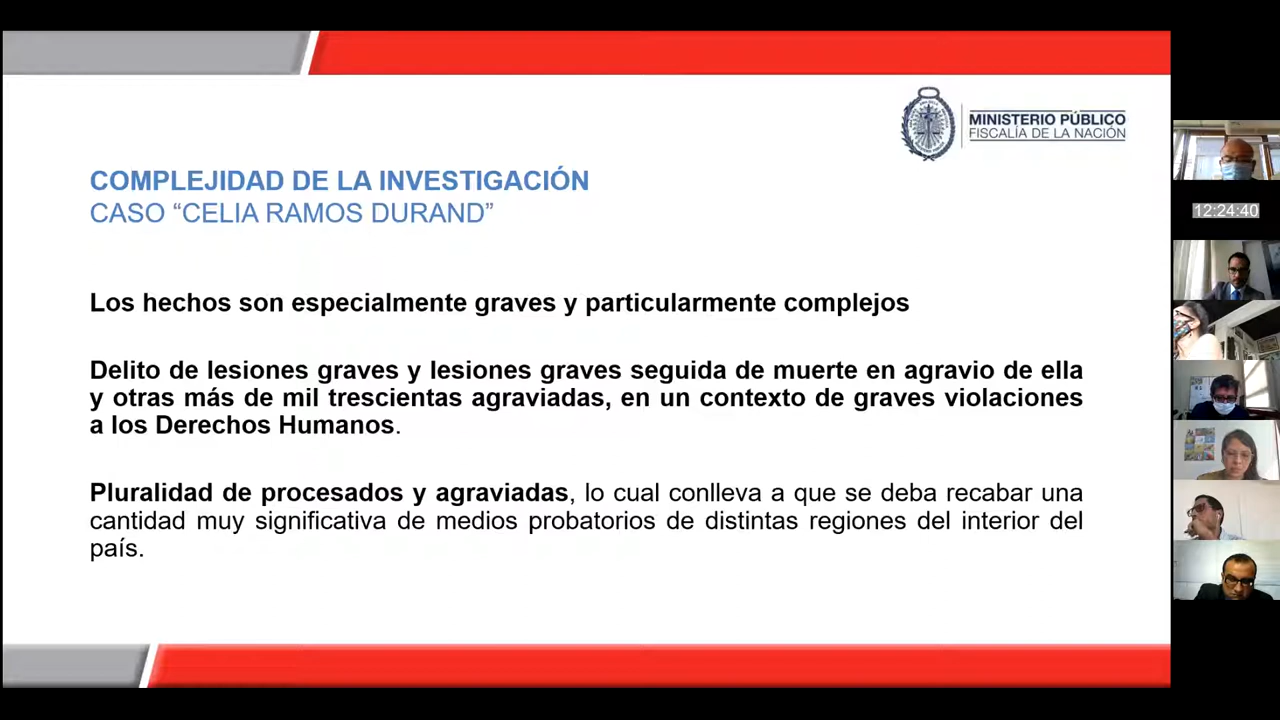 MINISTERIO PÚBLICO
FISCALÍA DE LA NACIÓN
COMPLEJIDAD DE LA INVESTIGACIÓN
CASO “CELIA RAMOS DURAND”
12:24:40
Los hechos son especialmente graves y particularmente complejos
Delito de lesiones graves y lesiones graves seguida de muerte en agravio de ella
y otras más de mil trescientas agraviadas, en un contexto de graves violaciones
a los Derechos Humanos.
Pluralidad de procesados y agraviadas, lo cual conlleva a que se deba recabar una
cantidad muy significativa de medios probatorios de distintas regiones del interior del
país.